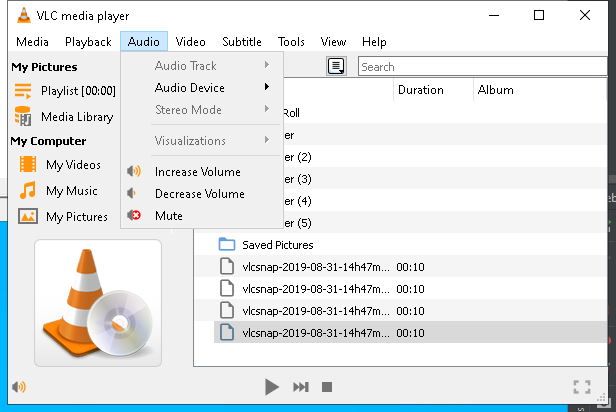 VLC media player
Media Playback Audio Video Subtitle Tools View Help
My Pictures
Playlist [00:00]
Media Library
My Computer
My Videos
My Music
My Pictures
Audio Track
Audio Device
Stereo Mode
Visualizations
Increase Volume
Decrease Volume
Mute
Search
Duration Album
Roll
er
er (2)
er (3)
er (4)
er (5)
Saved Pictures
vlcsnap-2019-08-31-14h47m... 00:10
vlcsnap-2019-08-31-14h47m... 00:10
vlcsnap-2019-08-31-14h47m... 00:10
vlcsnap-2019-08-31-14h47m... 00:10